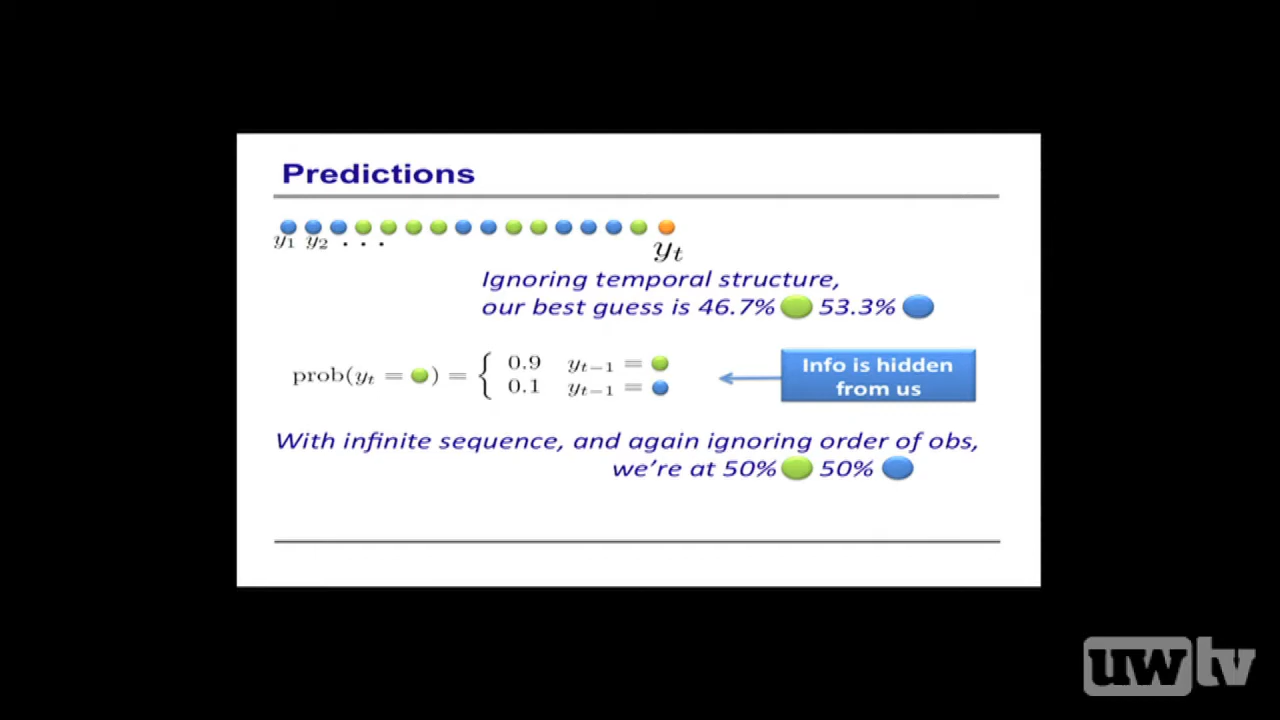 Predictions
y1 y2 ...
yt
Ignoring temporal structure,
our best guess is 46.7% 53.3%
prob(yt = ) = { 0.9 yt−1 =
0.1 yt−1 =
Info is hidden
from us
With infinite sequence, and again ignoring order of obs,
we're at 50% 50%
uwtv